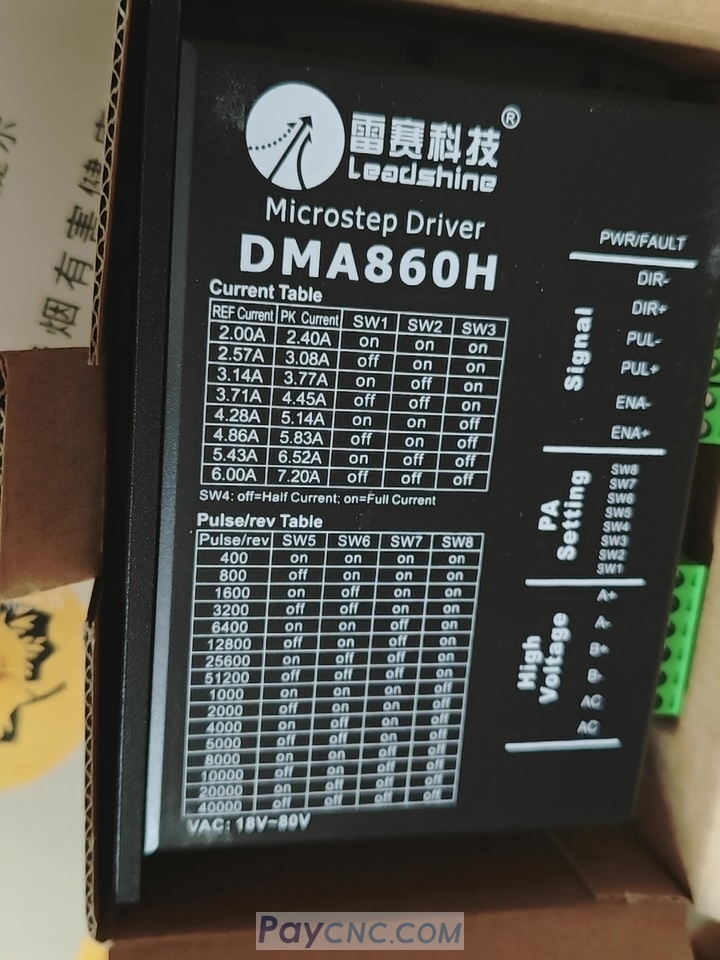 雷赛科技®
Leadshine
Microstep Driver
DMA860H
Current Table
REF Current PK Current SW1 SW2 SW3
2.00A 2.40A on on on
2.57A 3.08A off on on
3.14A 3.77A on off on
3.71A 4.45A off off on
4.28A 5.14A on on off
4.86A 5.83A off on off
5.43A 6.52A on off off
6.00A 7.20A off off off
SW4: off=Half Current; on=Full Current
Pulse/rev Table
Pulse/rev SW5 SW6 SW7 SW8
400 on on on on
800 off on on on
1600 on off on on
3200 off off on on
6400 on on off on
12800 off on off on
25600 on off off on
51200 off off off on
1000 on on on off
2000 off on on off
4000 on off on off
5000 off off on off
8000 on on off off
10000 off on off off
20000 on off off off
40000 off off off off
VAC: 18V~80V
PWR/FAULT
Signal
DIR-
DIR+
PUL-
PUL+
ENA-
ENA+
PA
Setting
SW8
SW7
SW6
SW5
SW4
SW3
SW2
SW1
High
Voltage
A+
A-
B+
B-
AC
AC
烟有害健
PayCNC.COM